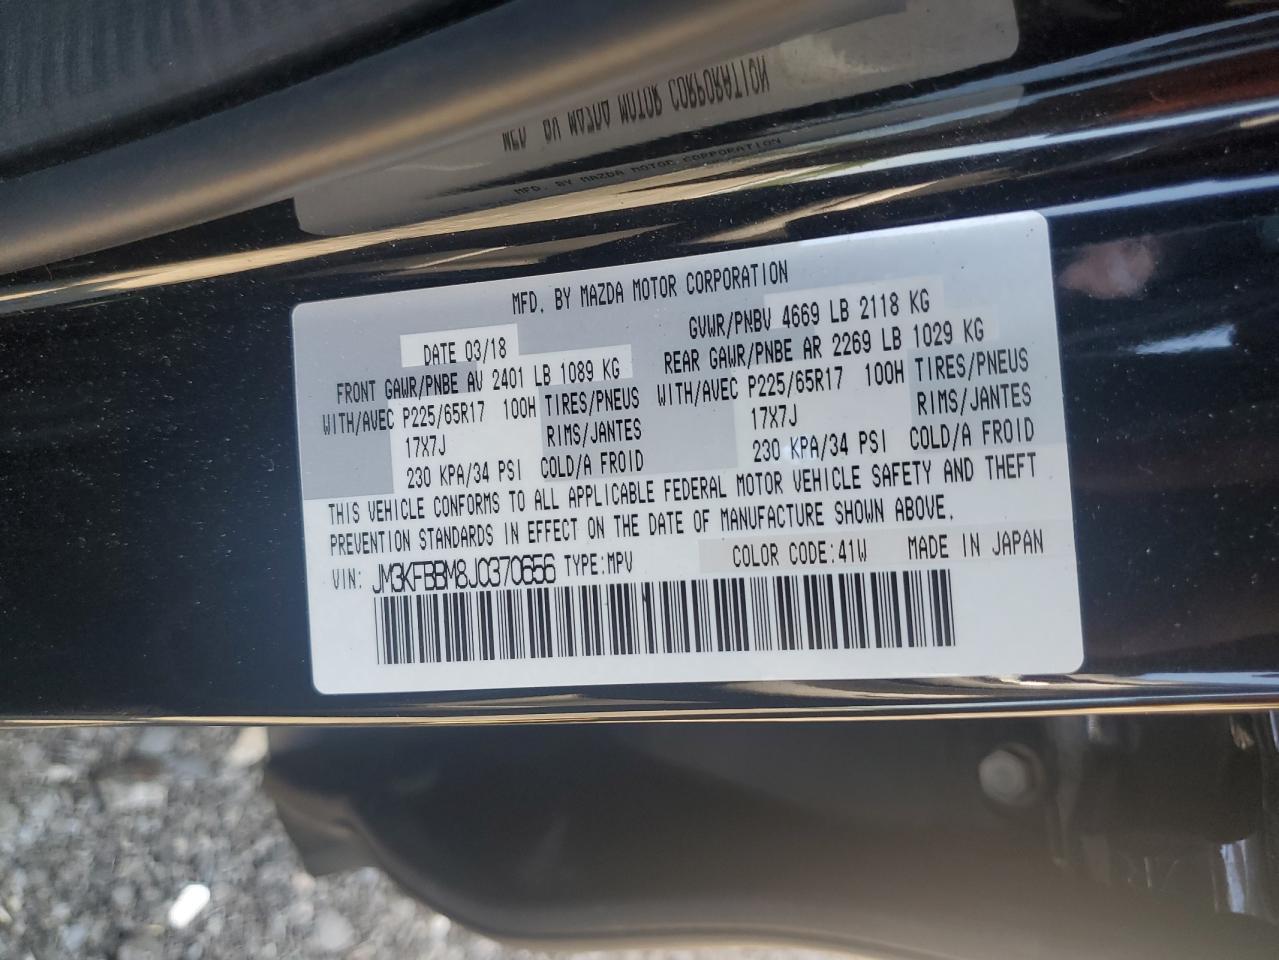 MFD. BY MAZDA MOTOR CORPORATION
MFD. BY MAZDA MOTOR CORPORATION
MFD. BY MAZDA MOTOR CORPORATION
DATE 03/18 GVWR/PNBV 4669 LB 2118 KG
FRONT GAWR/PNBE AV 2401 LB 1089 KG REAR GAWR/PNBE AR 2269 LB 1029 KG
WITH/AVEC P225/65R17 100H TIRES/PNEUS WITH/AVEC P225/65R17 100H TIRES/PNEUS
17X7J RIMS/JANTES 17X7J RIMS/JANTES
230 KPA/34 PSI COLD/A FROID 230 KPA/34 PSI COLD/A FROID
THIS VEHICLE CONFORMS TO ALL APPLICABLE FEDERAL MOTOR VEHICLE SAFETY AND THEFT
PREVENTION STANDARDS IN EFFECT ON THE DATE OF MANUFACTURE SHOWN ABOVE.
VIN: JM3KFBBM8J0370656 TYPE:MPV COLOR CODE:41W MADE IN JAPAN